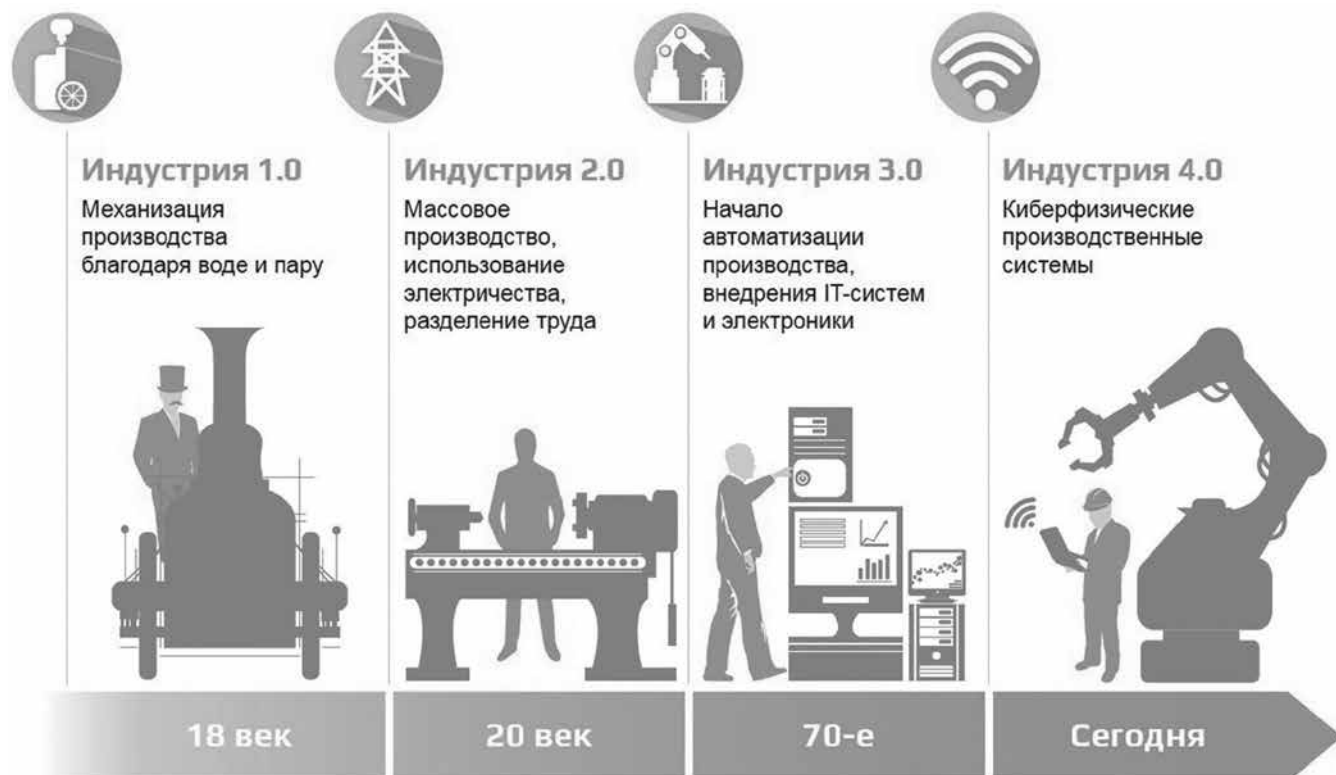 Индустрия 1.0
Механизация
производства
благодаря воде и пару
Индустрия 2.0
Массовое
производство,
использование
электричества,
разделение труда
Индустрия 3.0
Начало
автоматизации
производства,
внедрения IT-систем
и электроники
Индустрия 4.0
Киберфизические
производственные
системы
18 век
20 век
70-е
Сегодня